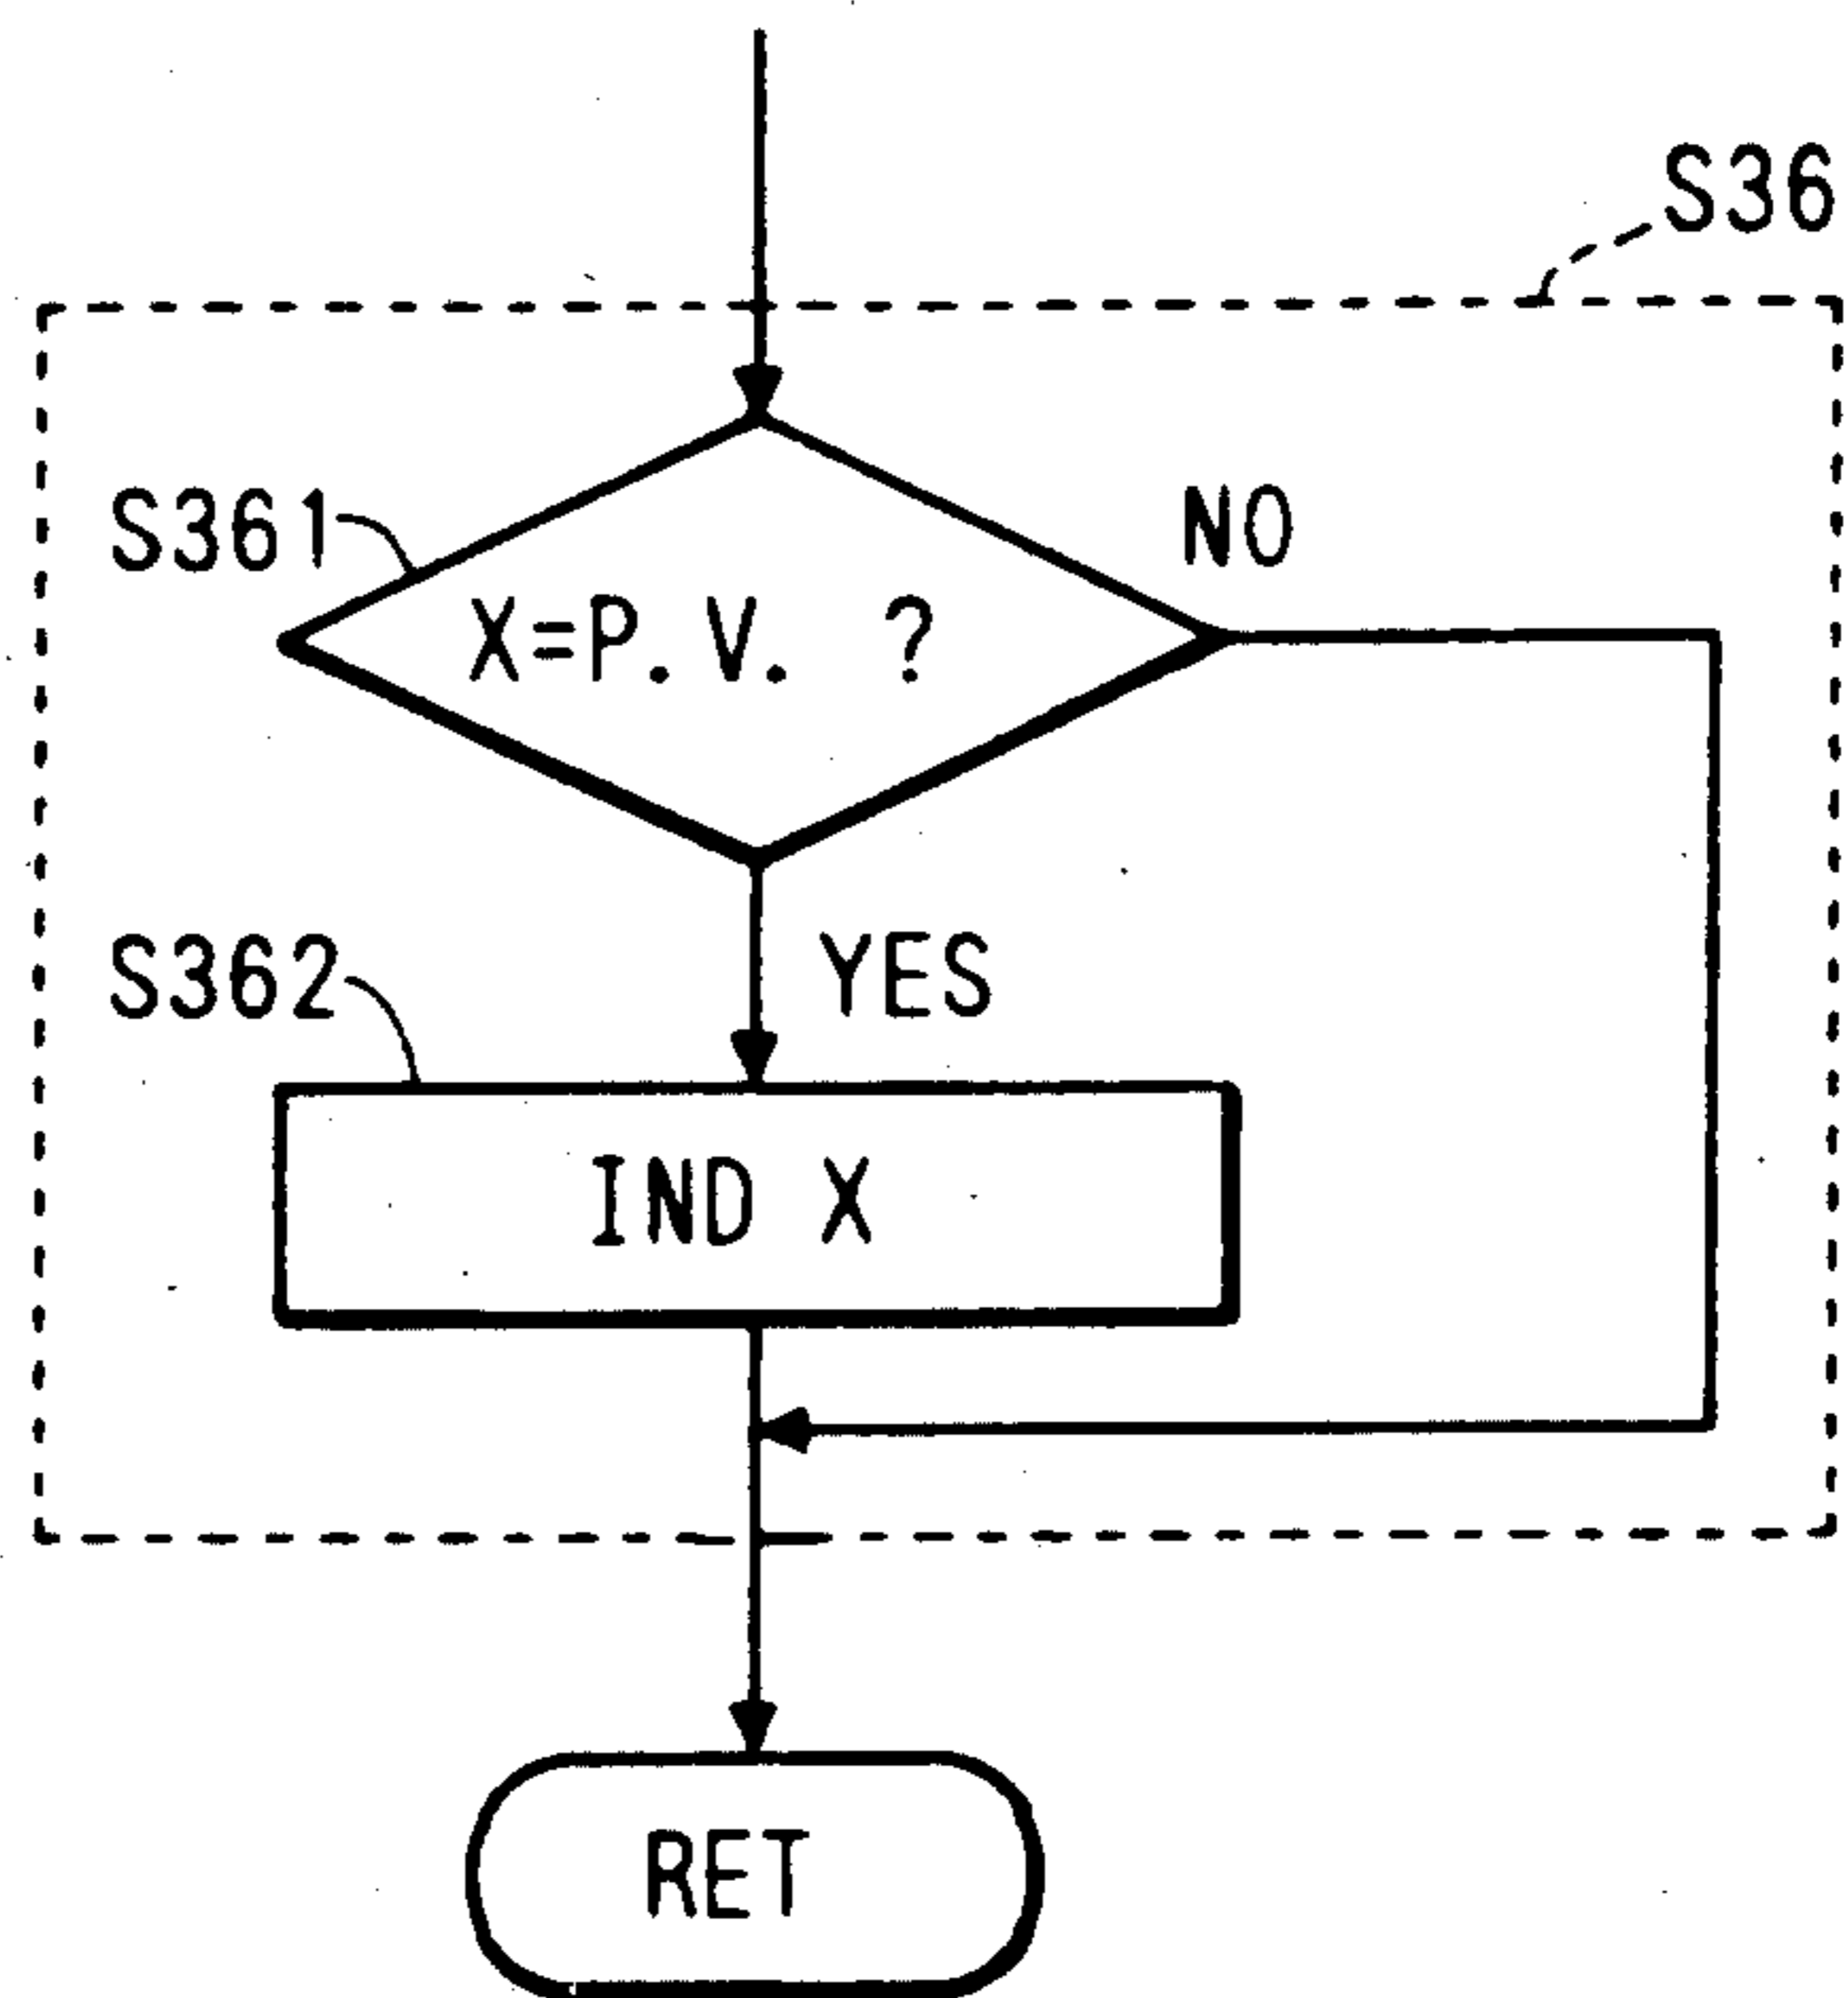 S36
S361
NO
X=P.V. ?
S362
YES
IND X
RET